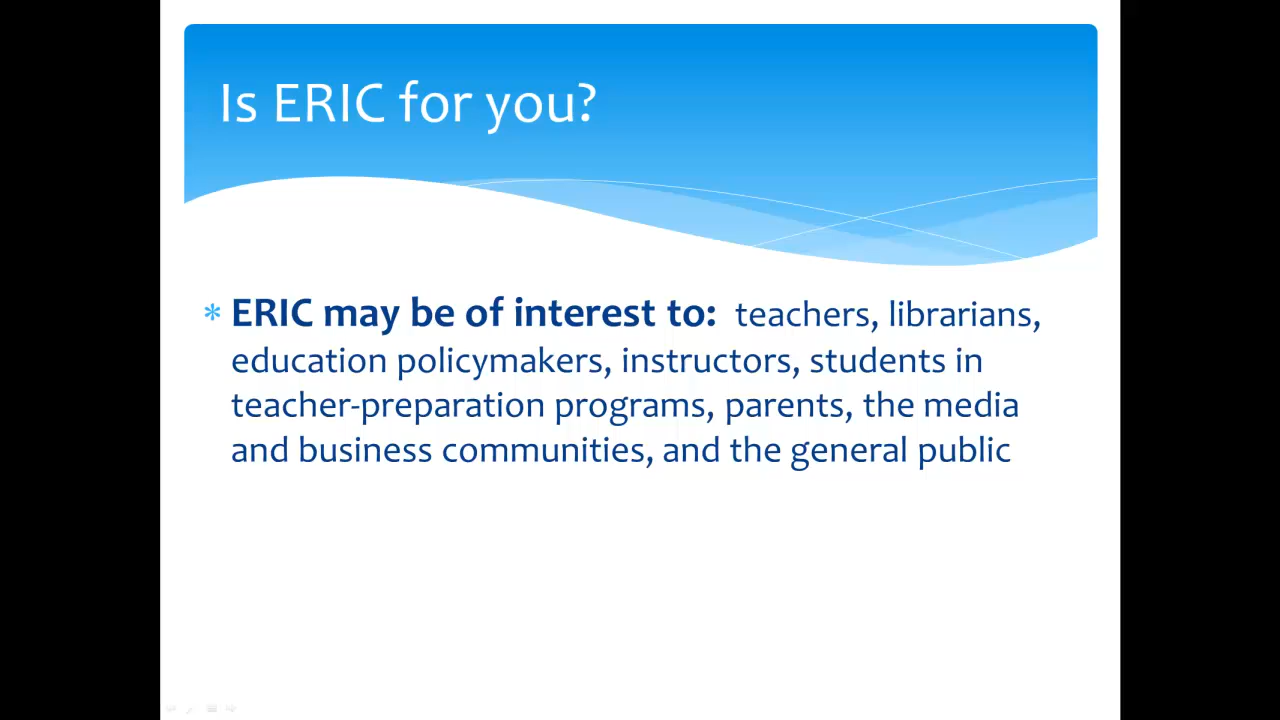 Is ERIC for you?
* ERIC may be of interest to: teachers, librarians,
education policymakers, instructors, students in
teacher-preparation programs, parents, the media
and business communities, and the general public